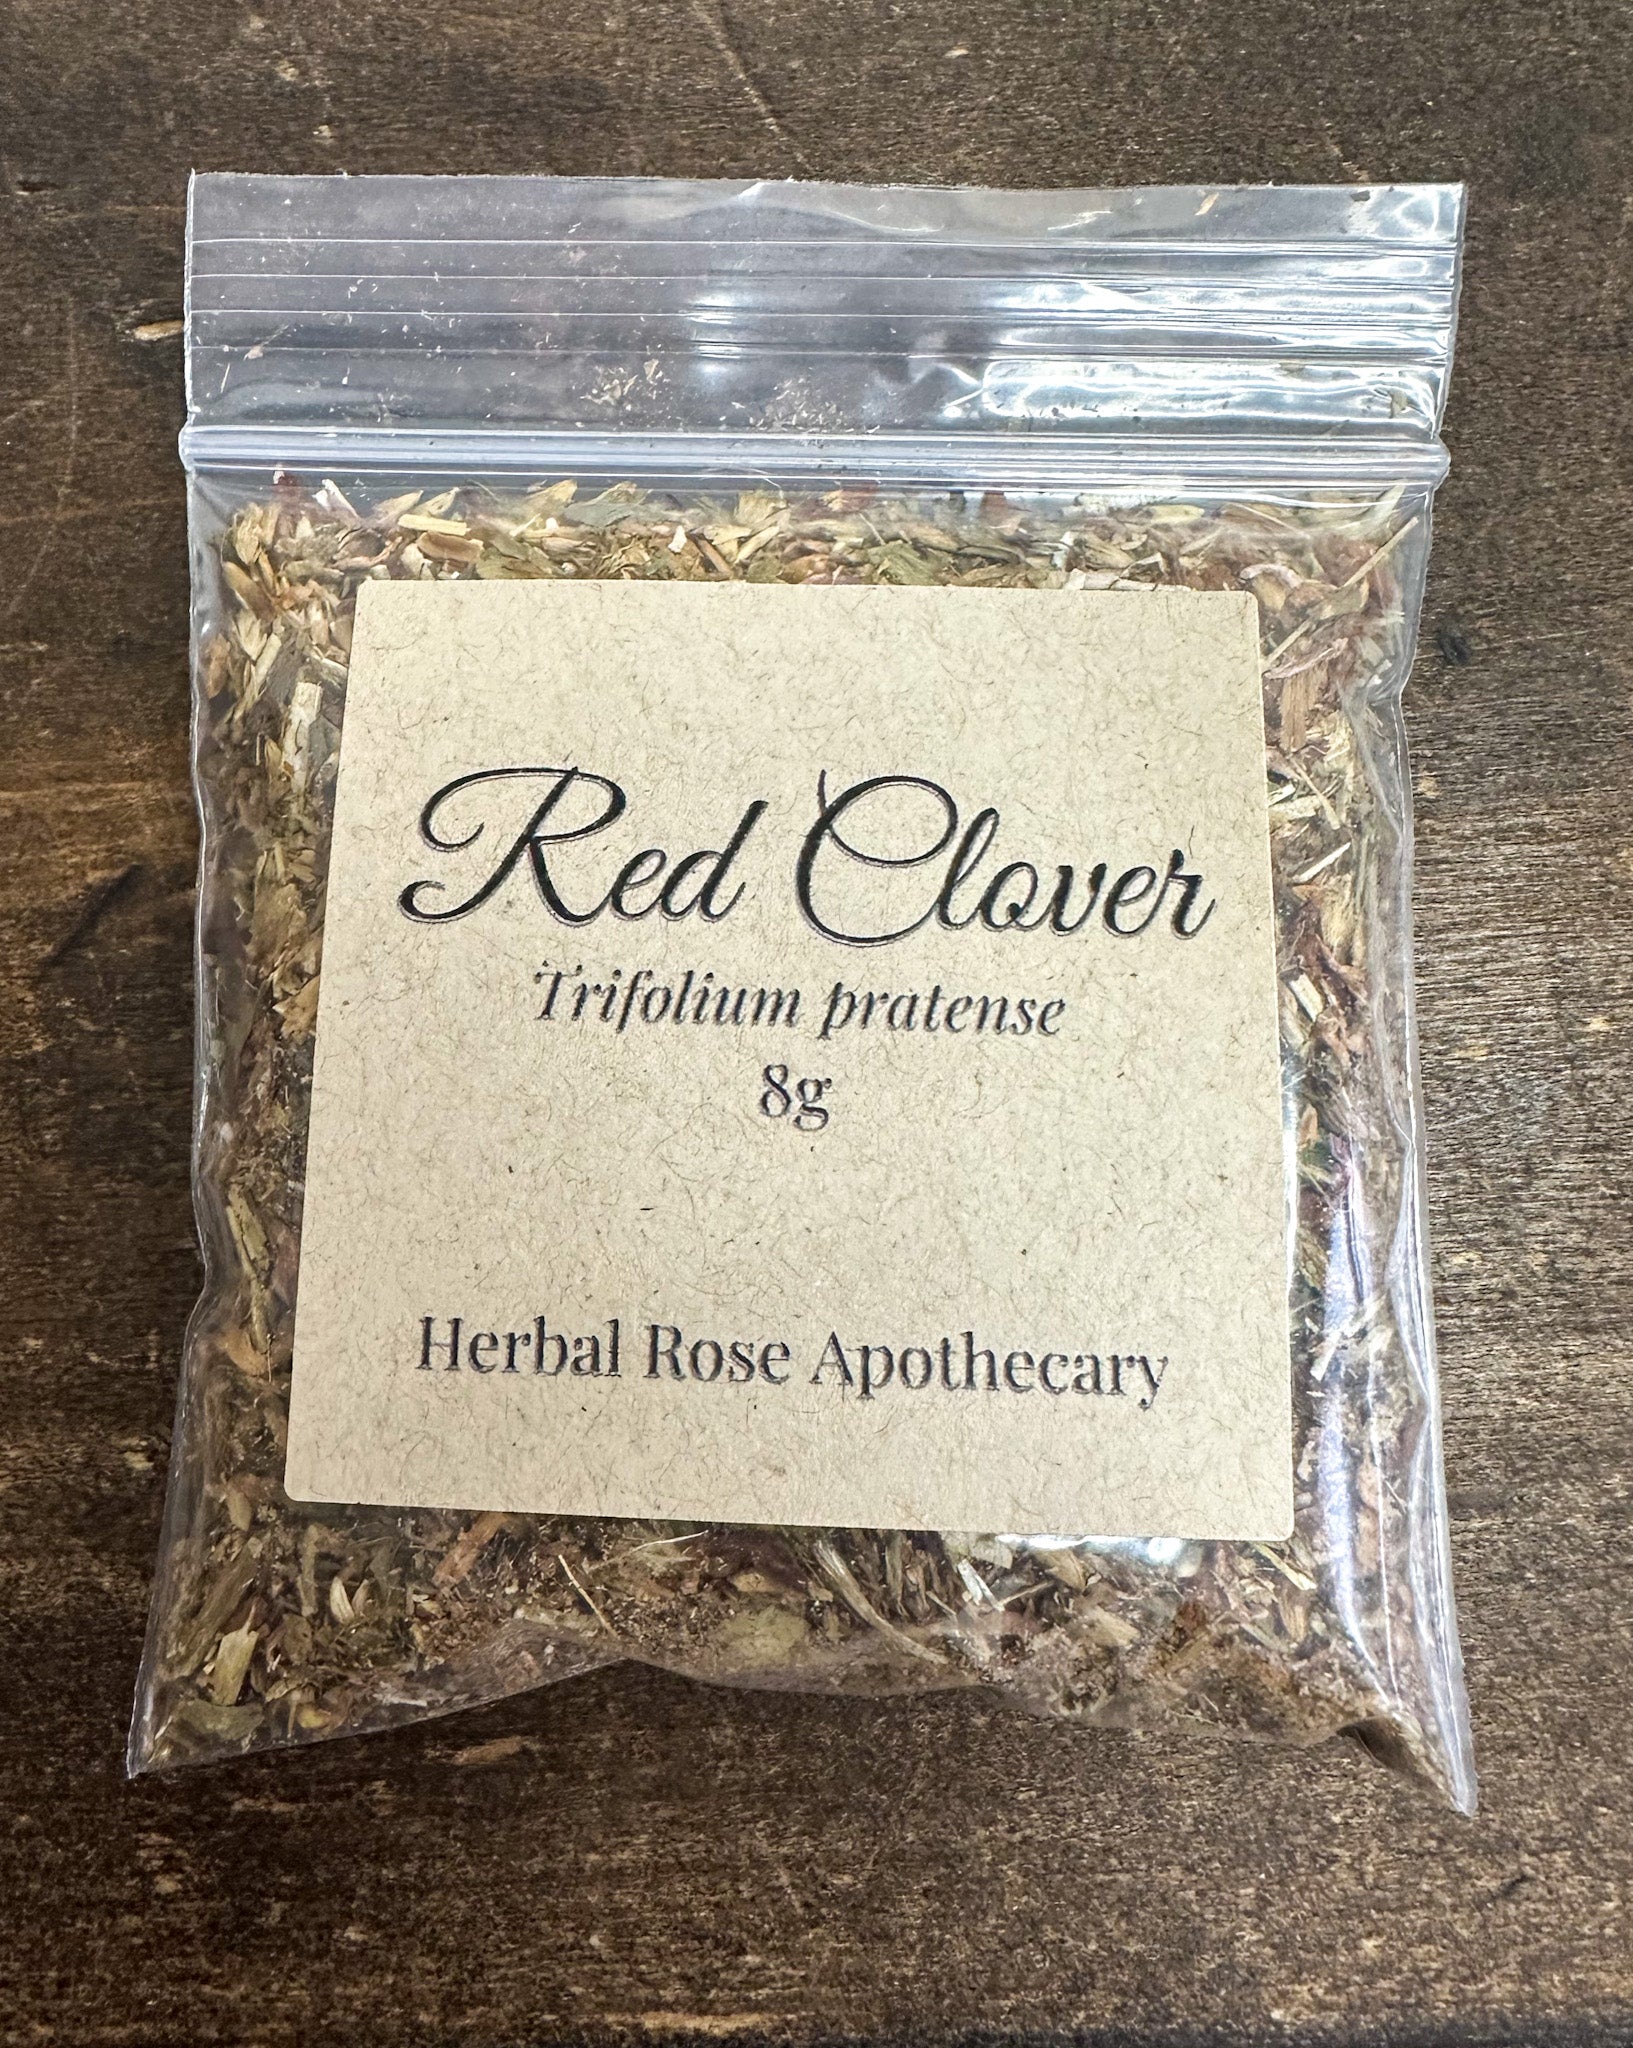 Red Clover
Trifolium pratense
8g
Herbal Rose Apothecary